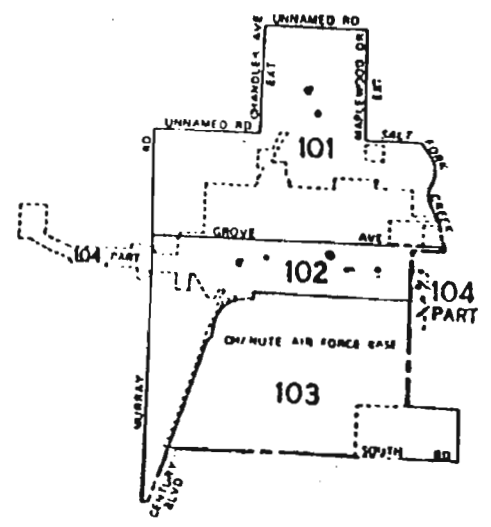 UNNAMED RD
CHANDLER AVE
EXT
MAPLEWOOD DR
EXT
UNNAMED RD
RD
101
SALT FORK
CREEK
GROVE AVE
104 PART
102
104
PART
CHANUTE AIR FORCE BASE
103
MURRAY
SOUTH RD
CENTURY
BLVD